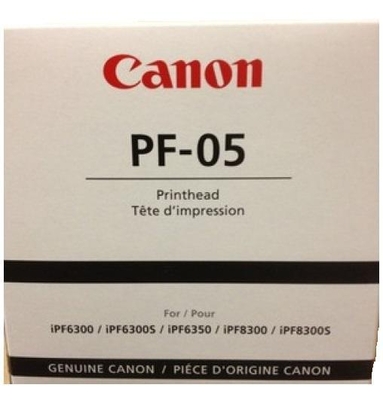 Canon
PF-05
Printhead
Tête d'impression
For / Pour
iPF6300 / iPF6300S / iPF6350 / iPF8300 / iPF8300S
GENUINE CANON / PIÈCE D'ORIGINE CANON